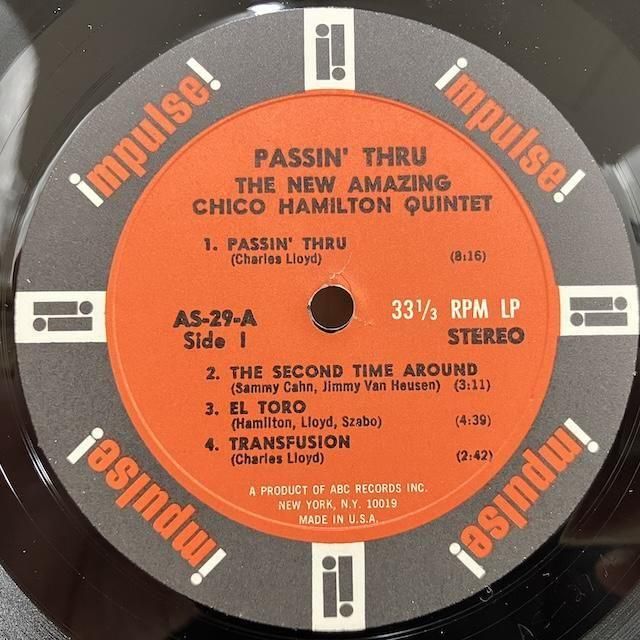 impulse!
impulse!
PASSIN' THRU
THE NEW AMAZING
CHICO HAMILTON QUINTET
1. PASSIN' THRU
(Charles Lloyd) (8:16)
AS-29-A 33⅓ RPM LP
Side 1 STEREO
2. THE SECOND TIME AROUND
(Sammy Cahn, Jimmy Van Heusen) (3:11)
3. EL TORO
(Hamilton, Lloyd, Szabo) (4:39)
4. TRANSFUSION
(Charles Lloyd) (2:42)
A PRODUCT OF ABC RECORDS INC.
NEW YORK, N.Y. 10019
MADE IN U.S.A.
impulse!
impulse!